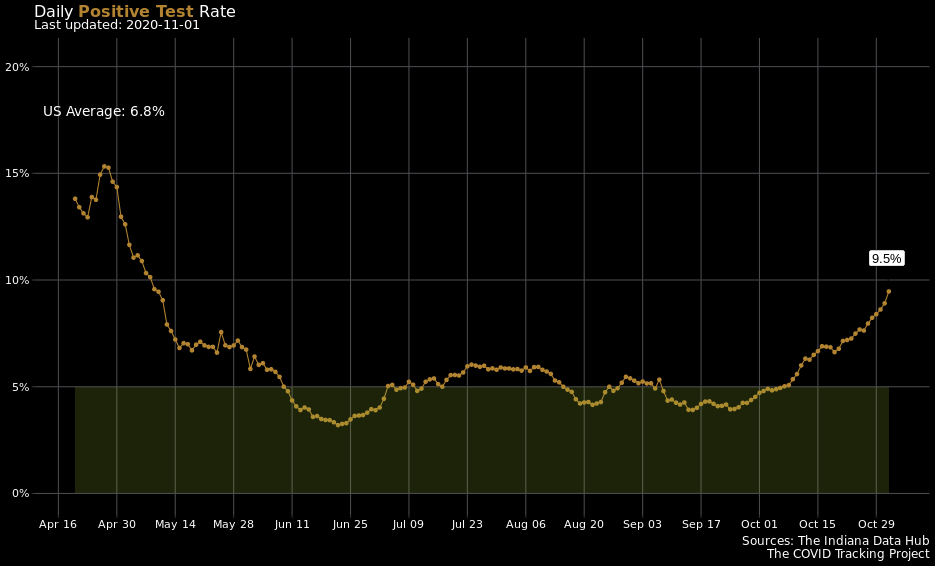 Daily Positive Test Rate
Last updated: 2020-11-01
20%
US Average: 6.8%
15%
9.5%
10%
5%
0%
Apr 16 Apr 30 May 14 May 28 Jun 11 Jun 25 Jul 09 Jul 23 Aug 06 Aug 20 Sep 03 Sep 17 Oct 01 Oct 15 Oct 29
Sources: The Indiana Data Hub
The COVID Tracking Project